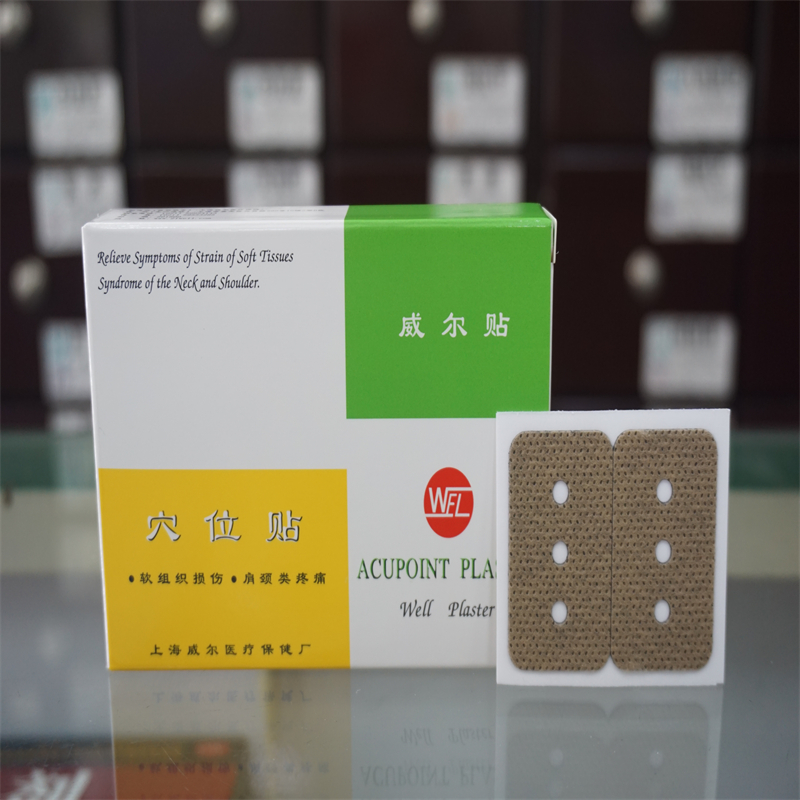 Relieve Symptoms of Strain of Soft Tissues
Syndrome of the Neck and Shoulder.
威尔贴
WEL
穴位贴
•软组织损伤•肩颈类疼痛
上海威尔医疗保健厂
ACUPOINT PLAS
Well Plaster